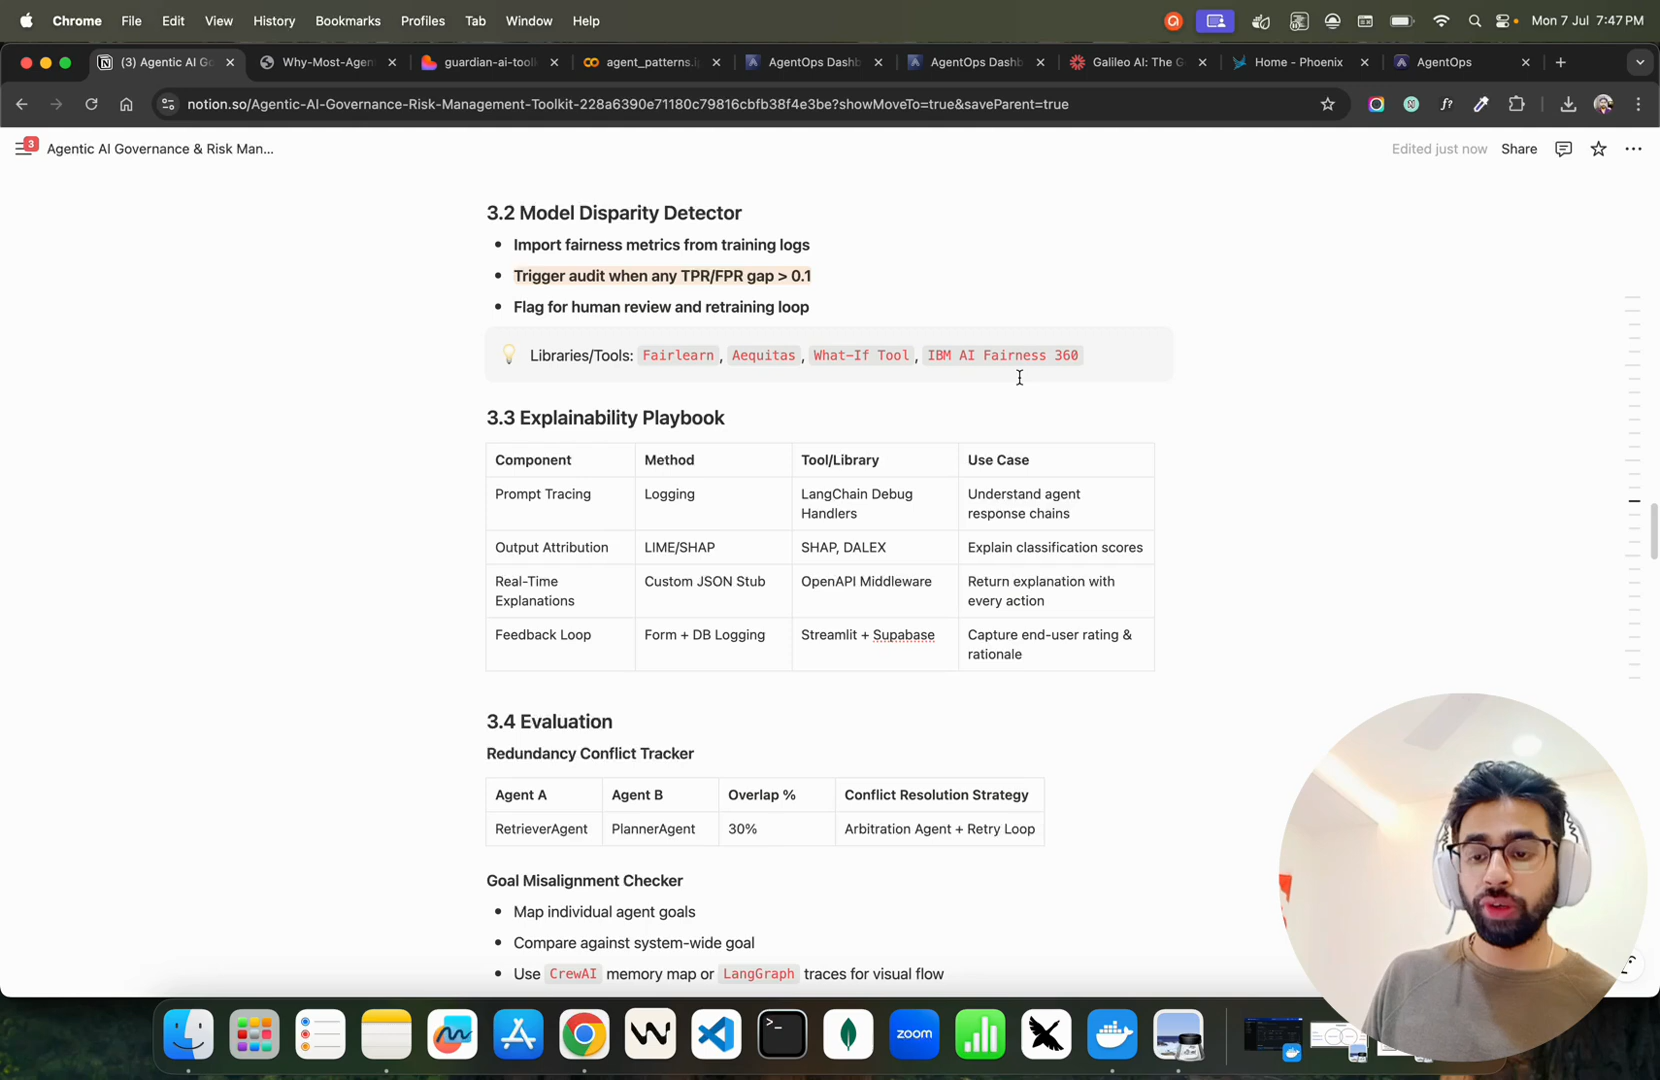 Chrome File Edit View History Bookmarks Profiles Tab Window Help Mon 7 Jul 7:47 PM
(3) Agentic AI Go Why-Most-Agen guardian-ai-toolk agent_patterns.i AgentOps Dashb AgentOps Dashb Galileo AI: The G Home - Phoenix AgentOps
notion.so/Agentic-AI-Governance-Risk-Management-Toolkit-228a6390e71180c79816cbfb38f4e3be?showMoveTo=true&saveParent=true
3 Agentic AI Governance & Risk Man... Edited just now Share
3.2 Model Disparity Detector
• Import fairness metrics from training logs
• Trigger audit when any TPR/FPR gap > 0.1
• Flag for human review and retraining loop
Libraries/Tools: Fairlearn, Aequitas, What-If Tool, IBM AI Fairness 360
3.3 Explainability Playbook
Component Method Tool/Library Use Case
Prompt Tracing Logging LangChain Debug Understand agent
Handlers response chains
Output Attribution LIME/SHAP SHAP, DALEX Explain classification scores
Real-Time Custom JSON Stub OpenAPI Middleware Return explanation with
Explanations every action
Feedback Loop Form + DB Logging Streamlit + Supabase Capture end-user rating &
rationale
3.4 Evaluation
Redundancy Conflict Tracker
Agent A Agent B Overlap % Conflict Resolution Strategy
RetrieverAgent PlannerAgent 30% Arbitration Agent + Retry Loop
Goal Misalignment Checker
• Map individual agent goals
• Compare against system-wide goal
• Use CrewAI memory map or LangGraph traces for visual flow
zoom